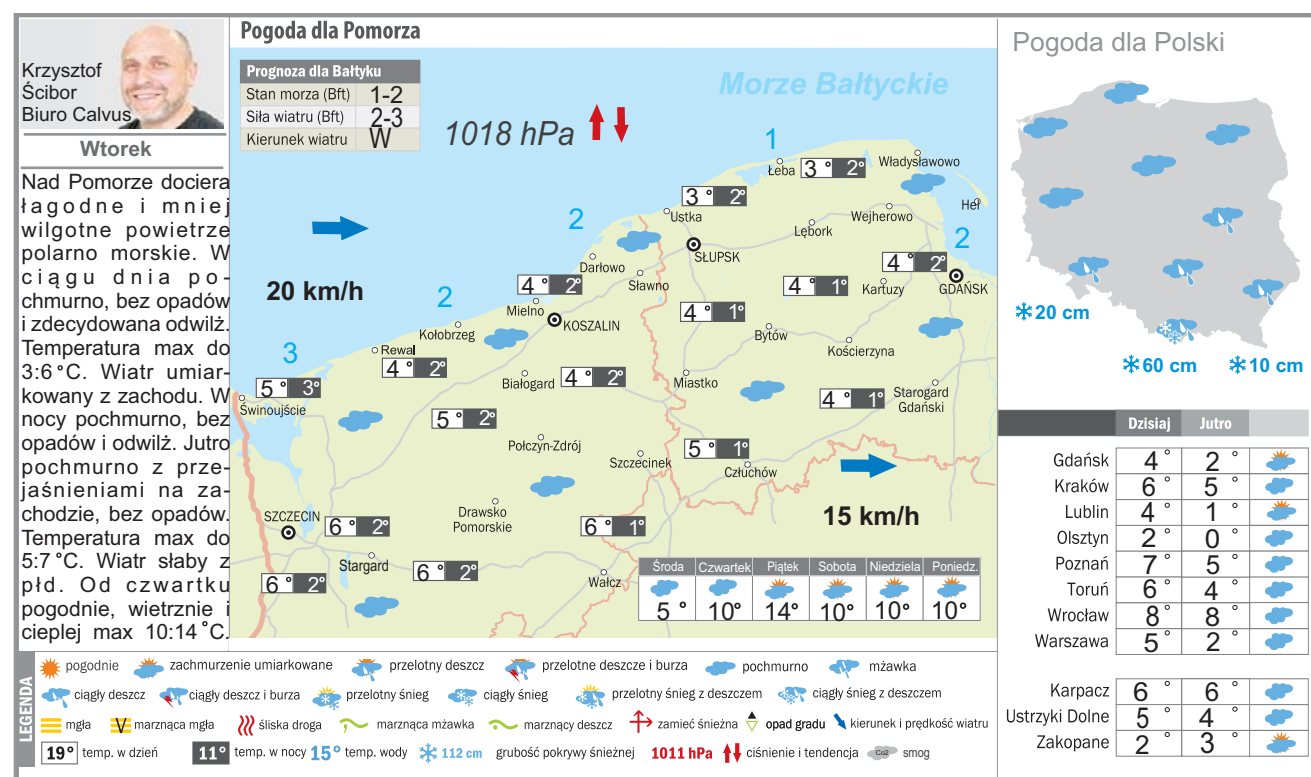 Krzysztof
Ścibor
Biuro Calvus
Wtorek
Nad Pomorze dociera
łagodne i mniej
wilgotne powietrze
polarno morskie. W
ciągu dnia po-
chmurno, bez opadów
i zdecydowana odwilż.
Temperatura max do
3:6 °C. Wiatr umiar-
kowany z zachodu. W
nocy pochmurno, bez
opadów i odwilż. Jutro
pochmurno z prze-
jaśnieniami na za-
chodzie, bez opadów.
Temperatura max do
5:7 °C. Wiatr słaby z
płd. Od czwartku
pogodnie, wietrznie i
cieplej max 10:14 °C.
Pogoda dla Pomorza
Prognoza dla Bałtyku
Stan morza (Bft) 1-2
Siła wiatru (Bft) 2-3
Kierunek wiatru W
Morze Bałtyckie
1018 hPa
1
Łeba 3 ° 2°
Władysławowo
3 ° 2°
Ustka
Hel
Wejherowo
2
Lębork
2
SŁUPSK
4 ° 2°
Darłowo
Sławno
20 km/h
4 ° 2°
4 ° 1°
Kartuzy
GDAŃSK
2
Mielno
KOSZALIN
4 ° 1°
Kołobrzeg
Bytów
3
Rewal
4 ° 2°
Kościerzyna
5 ° 3°
Świnoujście
Białogard 4 ° 2°
Miastko
Starogard
Gdański
4 ° 1°
5 ° 2°
Połczyn-Zdrój
Szczecinek
5 ° 1°
Człuchów
15 km/h
SZCZECIN
6 ° 2°
Drawsko
Pomorskie
6 ° 1°
Stargard
6 ° 2°
6 ° 2°
Wałcz
Środa Czwartek Piątek Sobota Niedziela Poniedz.
5 ° 10° 14° 10° 10° 10°
Pogoda dla Polski
20 cm
60 cm
10 cm
Dzisiaj Jutro
Gdańsk 4 ° 2 °
Kraków 6 ° 5 °
Lublin 4 ° 1 °
Olsztyn 2 ° 0 °
Poznań 7 ° 5 °
Toruń 6 ° 4 °
Wrocław 8 ° 8 °
Warszawa 5 ° 2 °
Karpacz 6 ° 6 °
Ustrzyki Dolne 5 ° 4 °
Zakopane 2 ° 3 °
LEGENDA
pogodnie zachmurzenie umiarkowane przelotny deszcz przelotne deszcze i burza pochmurno mżawka
ciągły deszcz ciągły deszcz i burza przelotny śnieg ciągły śnieg przelotny śnieg z deszczem ciągły śnieg z deszczem
mgła marznąca mgła śliska droga marznąca mżawka marznący deszcz zamieć śnieżna opad gradu kierunek i prędkość wiatru
19° temp. w dzień 11° temp. w nocy 15° temp. wody 112 cm grubość pokrywy śnieżnej 1011 hPa ciśnienie i tendencja Co2 smog